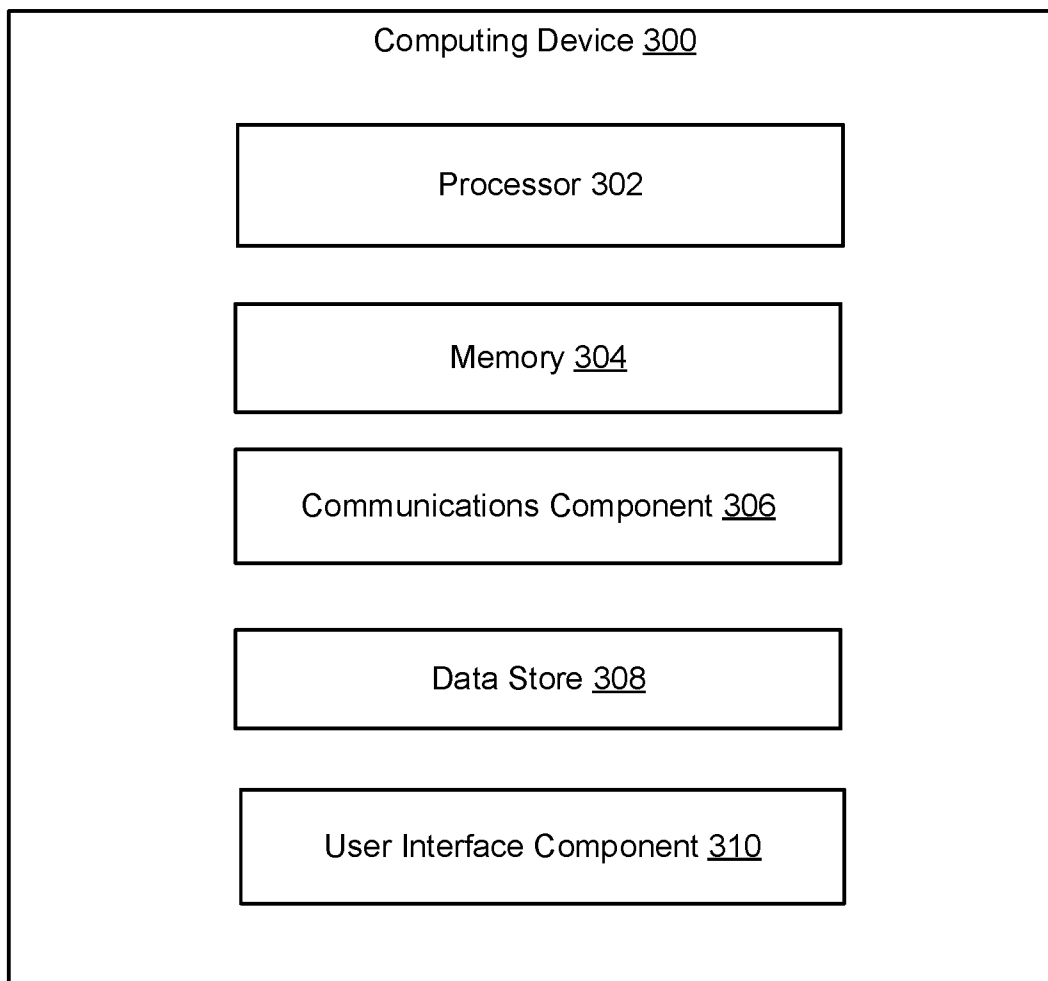 Computing Device 300
Processor 302
Memory 304
Communications Component 306
Data Store 308
User Interface Component 310